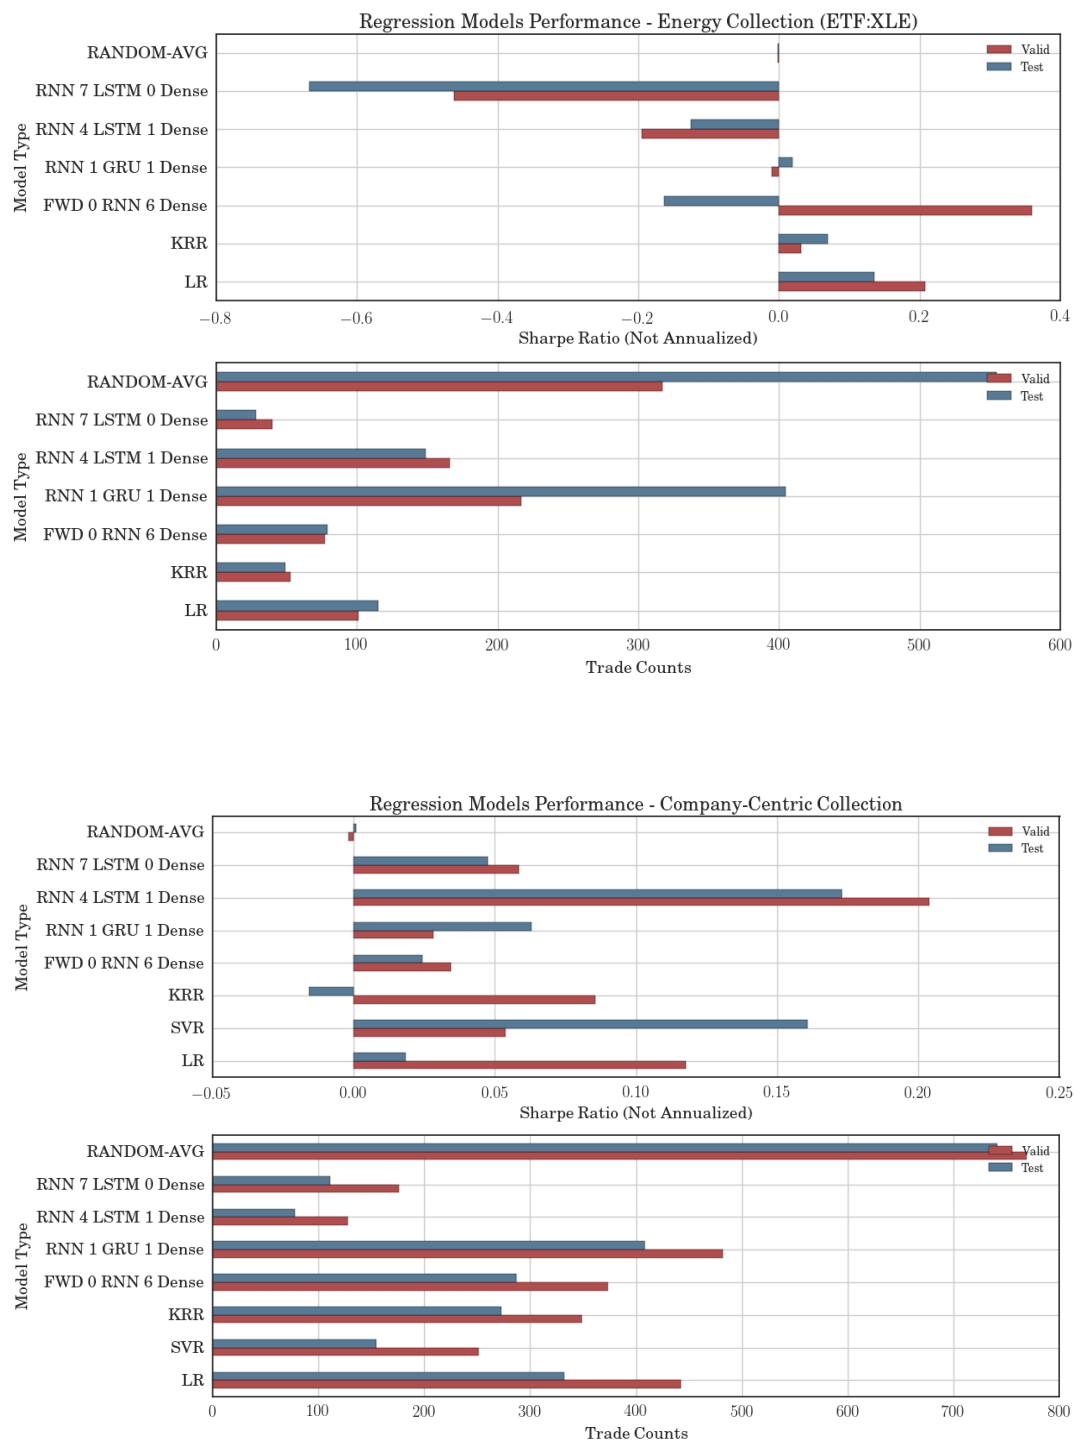 Regression Models Performance - Energy Collection (ETF:XLE)
Model Type
RANDOM-AVG
RNN 7 LSTM 0 Dense
RNN 4 LSTM 1 Dense
RNN 1 GRU 1 Dense
FWD 0 RNN 6 Dense
KRR
LR
Valid
Test
−0.8 −0.6 −0.4 −0.2 0.0 0.2 0.4
Sharpe Ratio (Not Annualized)
Model Type
RANDOM-AVG
RNN 7 LSTM 0 Dense
RNN 4 LSTM 1 Dense
RNN 1 GRU 1 Dense
FWD 0 RNN 6 Dense
KRR
LR
Valid
Test
0 100 200 300 400 500 600
Trade Counts
Regression Models Performance - Company-Centric Collection
Model Type
RANDOM-AVG
RNN 7 LSTM 0 Dense
RNN 4 LSTM 1 Dense
RNN 1 GRU 1 Dense
FWD 0 RNN 6 Dense
KRR
SVR
LR
Valid
Test
−0.05 0.00 0.05 0.10 0.15 0.20 0.25
Sharpe Ratio (Not Annualized)
Model Type
RANDOM-AVG
RNN 7 LSTM 0 Dense
RNN 4 LSTM 1 Dense
RNN 1 GRU 1 Dense
FWD 0 RNN 6 Dense
KRR
SVR
LR
Valid
Test
0 100 200 300 400 500 600 700 800
Trade Counts